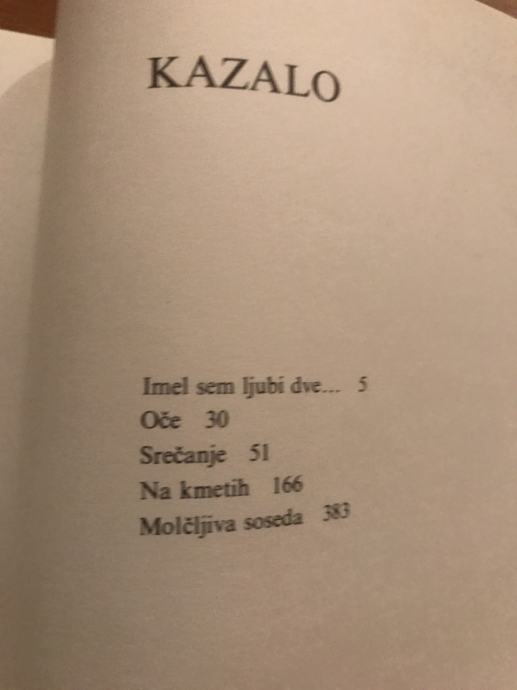 KAZALO
Imel sem ljubi dve... 5
Oče 30
Srečanje 51
Na kmetih 166
Molčljiva soseda 383